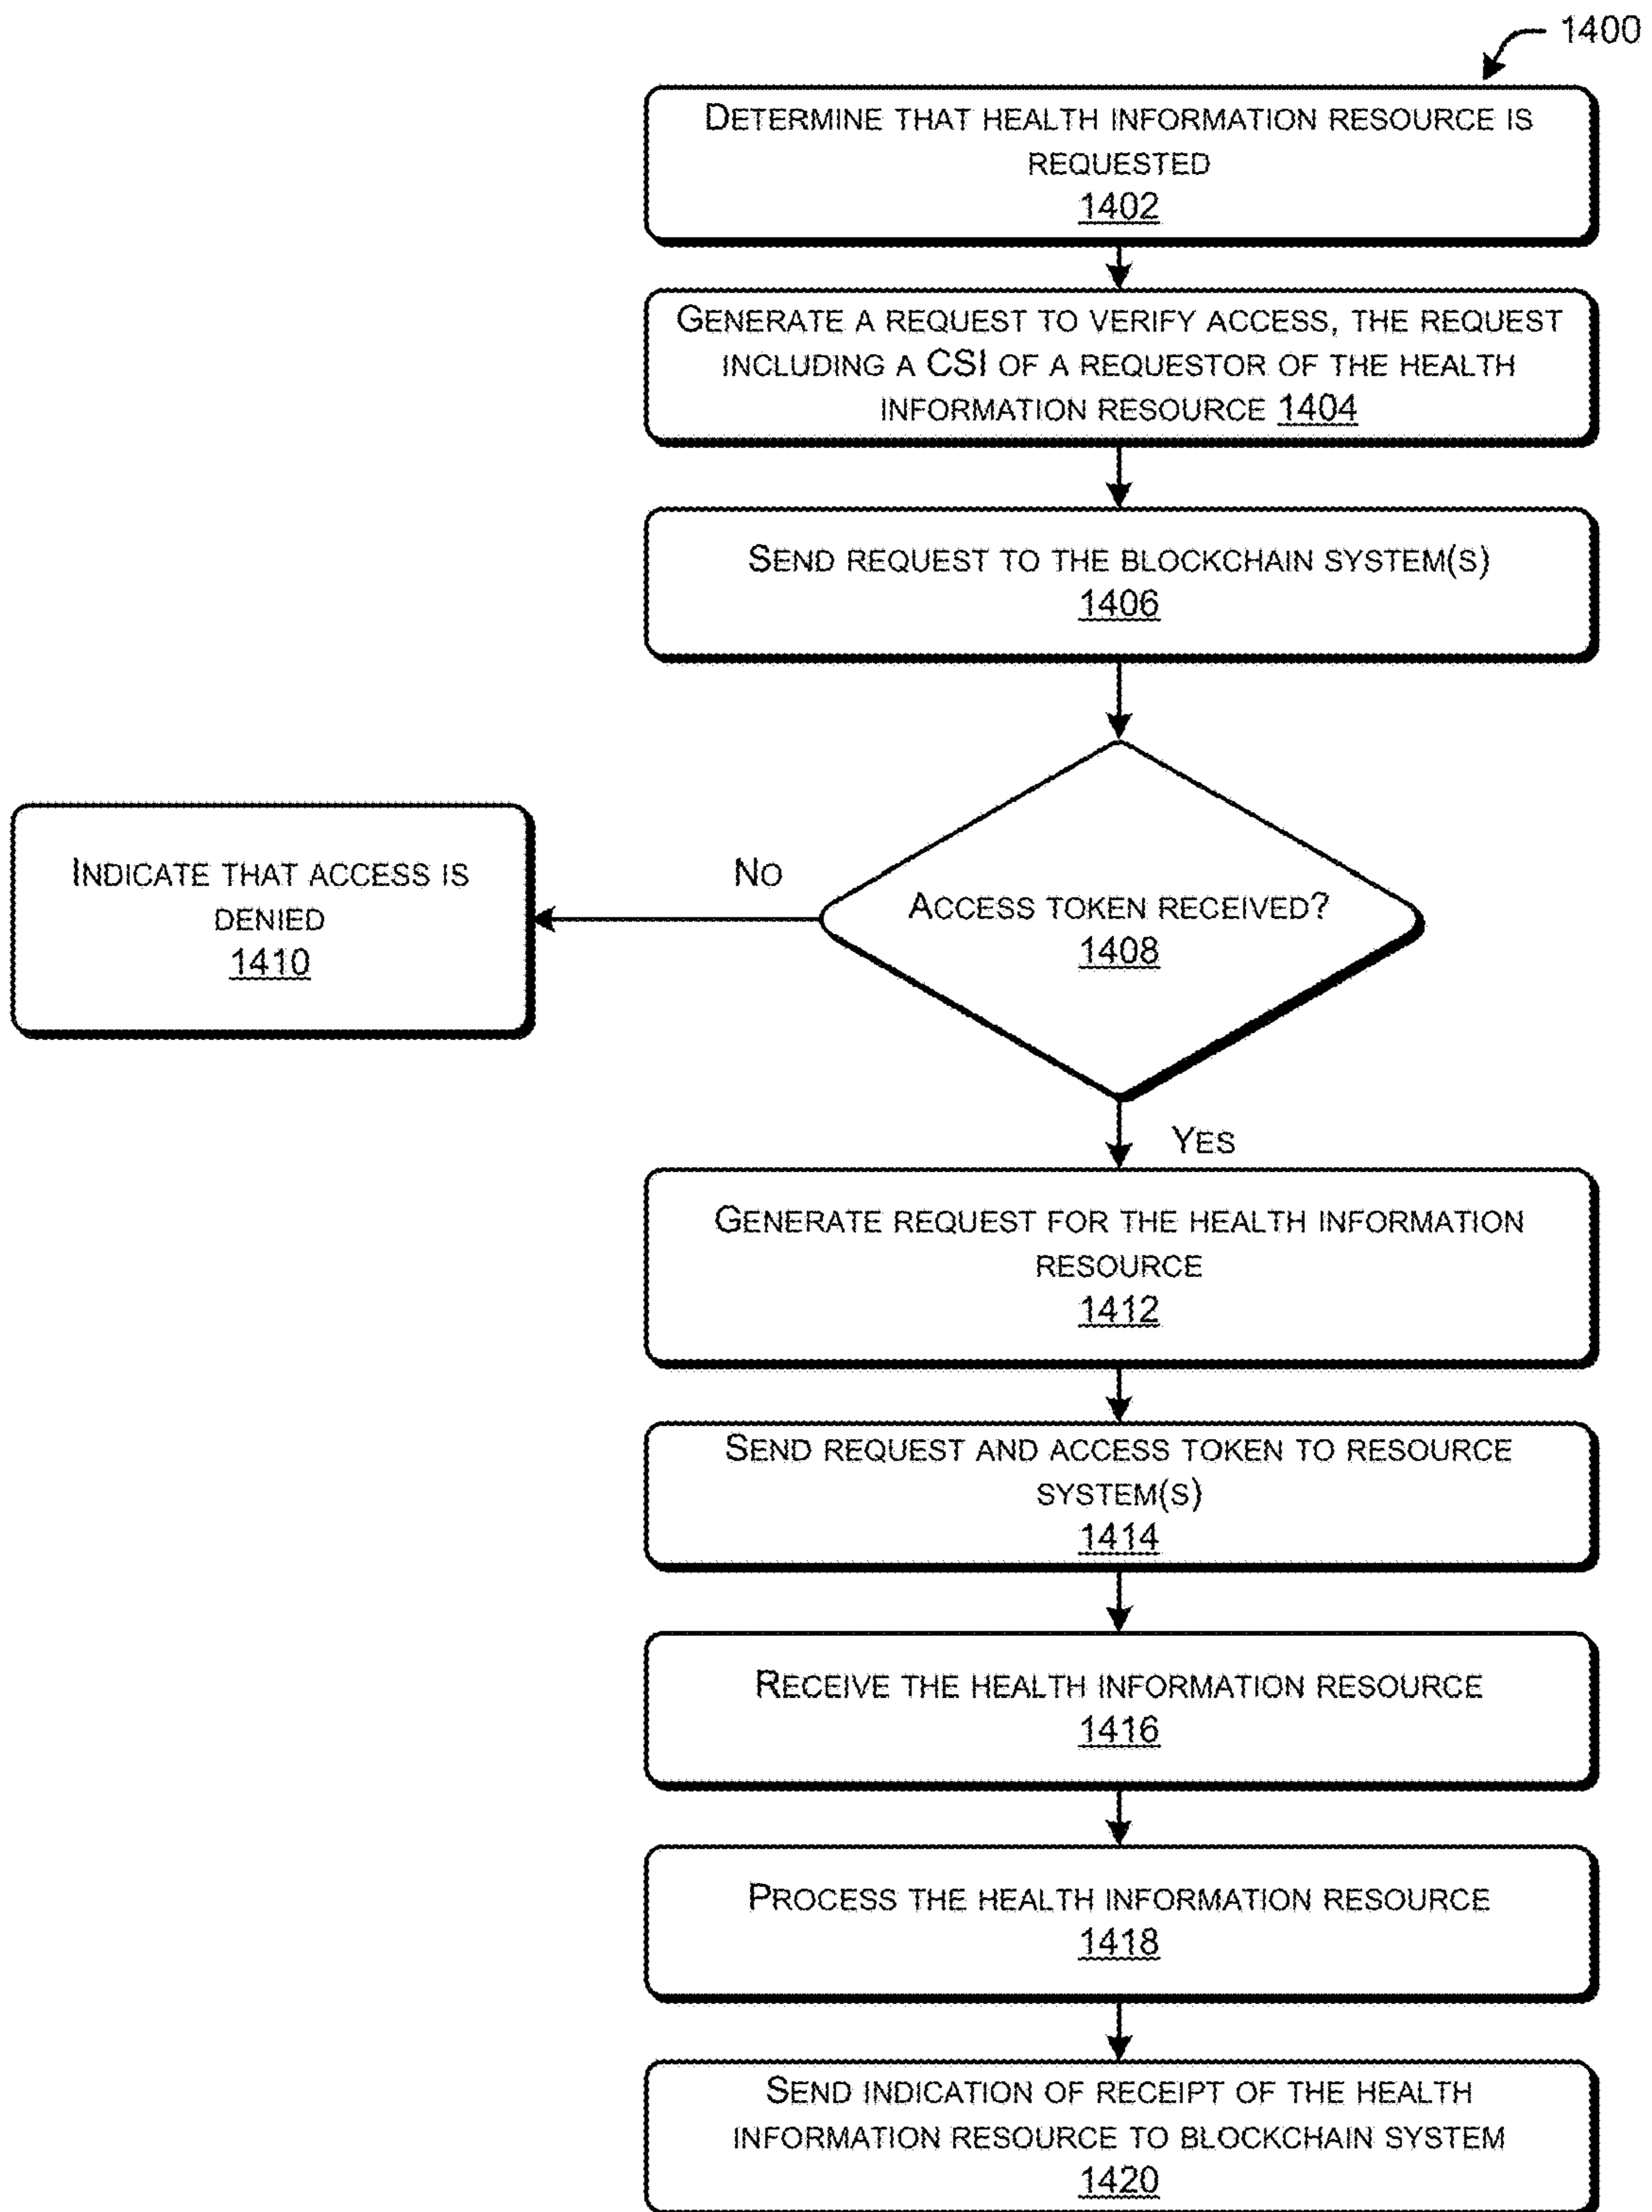 1400
DETERMINE THAT HEALTH INFORMATION RESOURCE IS
REQUESTED
1402
GENERATE A REQUEST TO VERIFY ACCESS, THE REQUEST
INCLUDING A CSI OF A REQUESTOR OF THE HEALTH
INFORMATION RESOURCE 1404
SEND REQUEST TO THE BLOCKCHAIN SYSTEM(S)
1406
ACCESS TOKEN RECEIVED?
1408
NO
INDICATE THAT ACCESS IS
DENIED
1410
YES
GENERATE REQUEST FOR THE HEALTH INFORMATION
RESOURCE
1412
SEND REQUEST AND ACCESS TOKEN TO RESOURCE
SYSTEM(S)
1414
RECEIVE THE HEALTH INFORMATION RESOURCE
1416
PROCESS THE HEALTH INFORMATION RESOURCE
1418
SEND INDICATION OF RECEIPT OF THE HEALTH
INFORMATION RESOURCE TO BLOCKCHAIN SYSTEM
1420